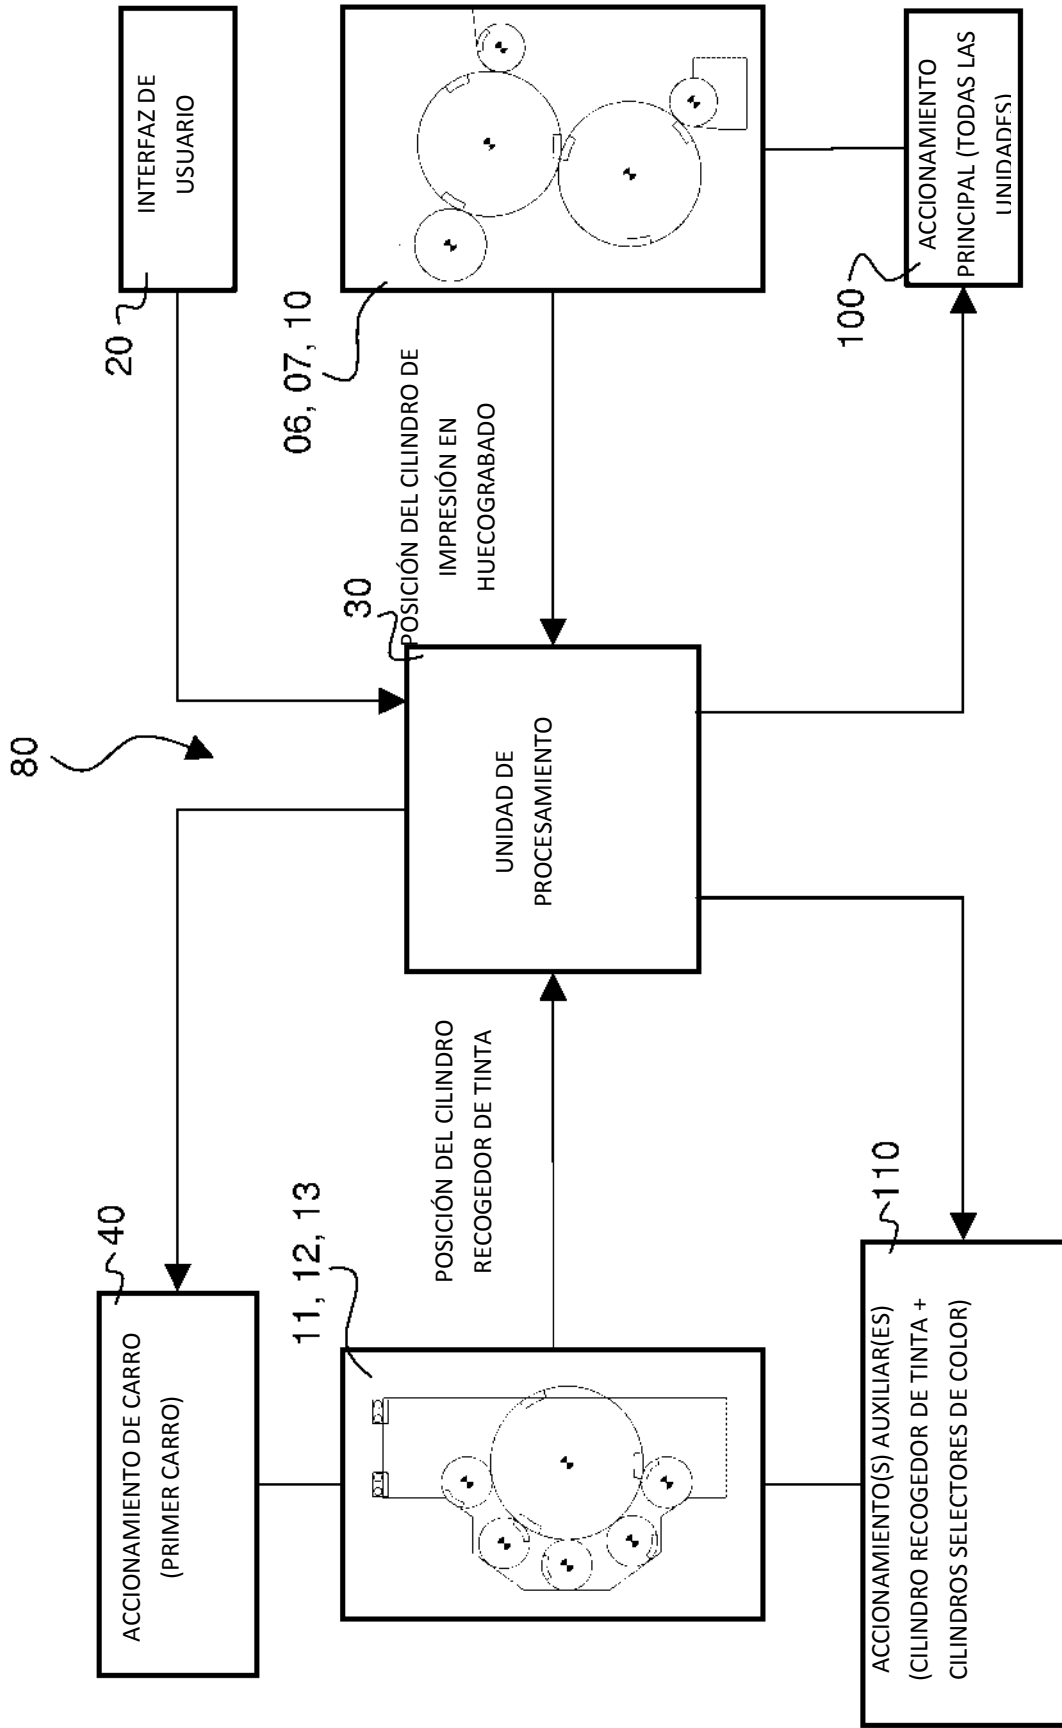 80
ACCIONAMIENTO DE CARRO
(PRIMER CARRO)
40
INTERFAZ DE
USUARIO
20
11, 12, 13
POSICIÓN DEL CILINDRO
RECOGEDOR DE TINTA
UNIDAD DE
PROCESAMIENTO
30
POSICIÓN DEL CILINDRO DE
IMPRESIÓN EN
HUECOGRABADO
06, 07, 10
ACCIONAMIENTO(S) AUXILIAR(ES)
(CILINDRO RECOGEDOR DE TINTA +
CILINDROS SELECTORES DE COLOR)
110
ACCIONAMIENTO
PRINCIPAL (TODAS LAS
UNIDADES)
100